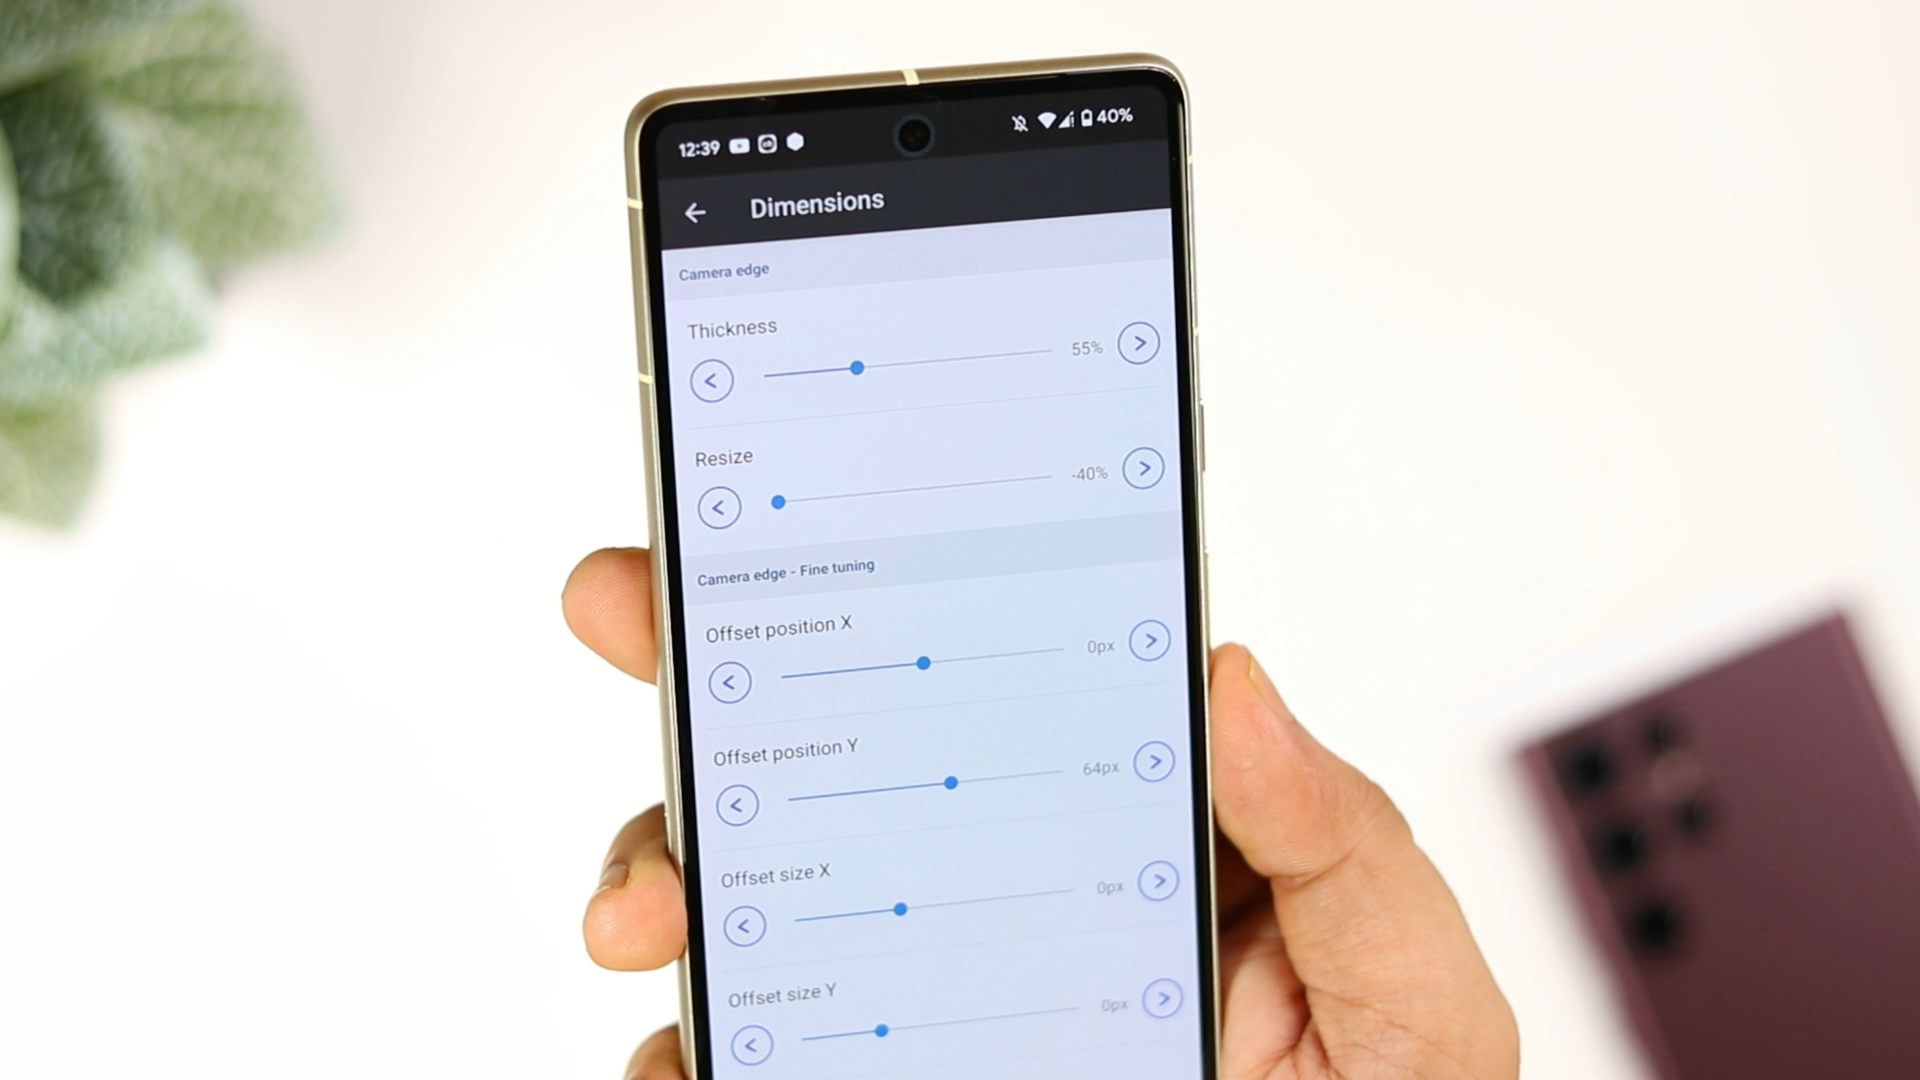 12:39 40%
Dimensions
Camera edge
Thickness
55%
Resize
-40%
Camera edge - Fine tuning
Offset position X
0px
Offset position Y
64px
Offset size X
0px
Offset size Y
0px